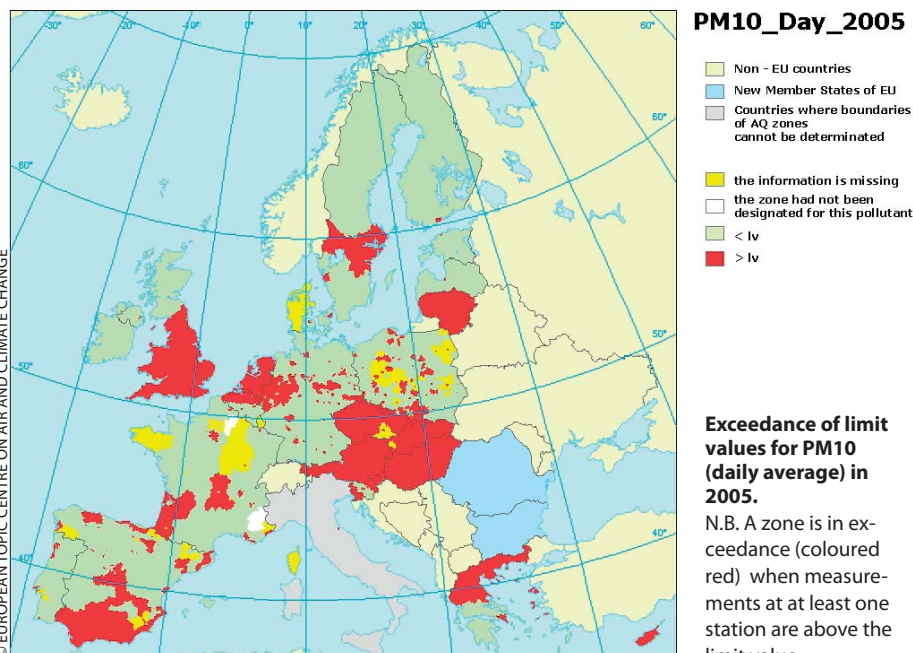 PM10_Day_2005
Non - EU countries
New Member States of EU
Countries where boundaries
of AQ zones
cannot be determinated
the information is missing
the zone had not been
designated for this pollutant
< lv
> lv
Exceedance of limit
values for PM10
(daily average) in
2005.
N.B. A zone is in ex-
ceedance (coloured
red) when measure-
ments at at least one
station are above the
limit value
© EUROPEAN TOPIC CENTRE ON AIR AND CLIMATE CHANGE
-30°
-20°
-10°
0°
10°
20°
30°
40°
50°
60°
60°
60°
50°
50°
40°
40°